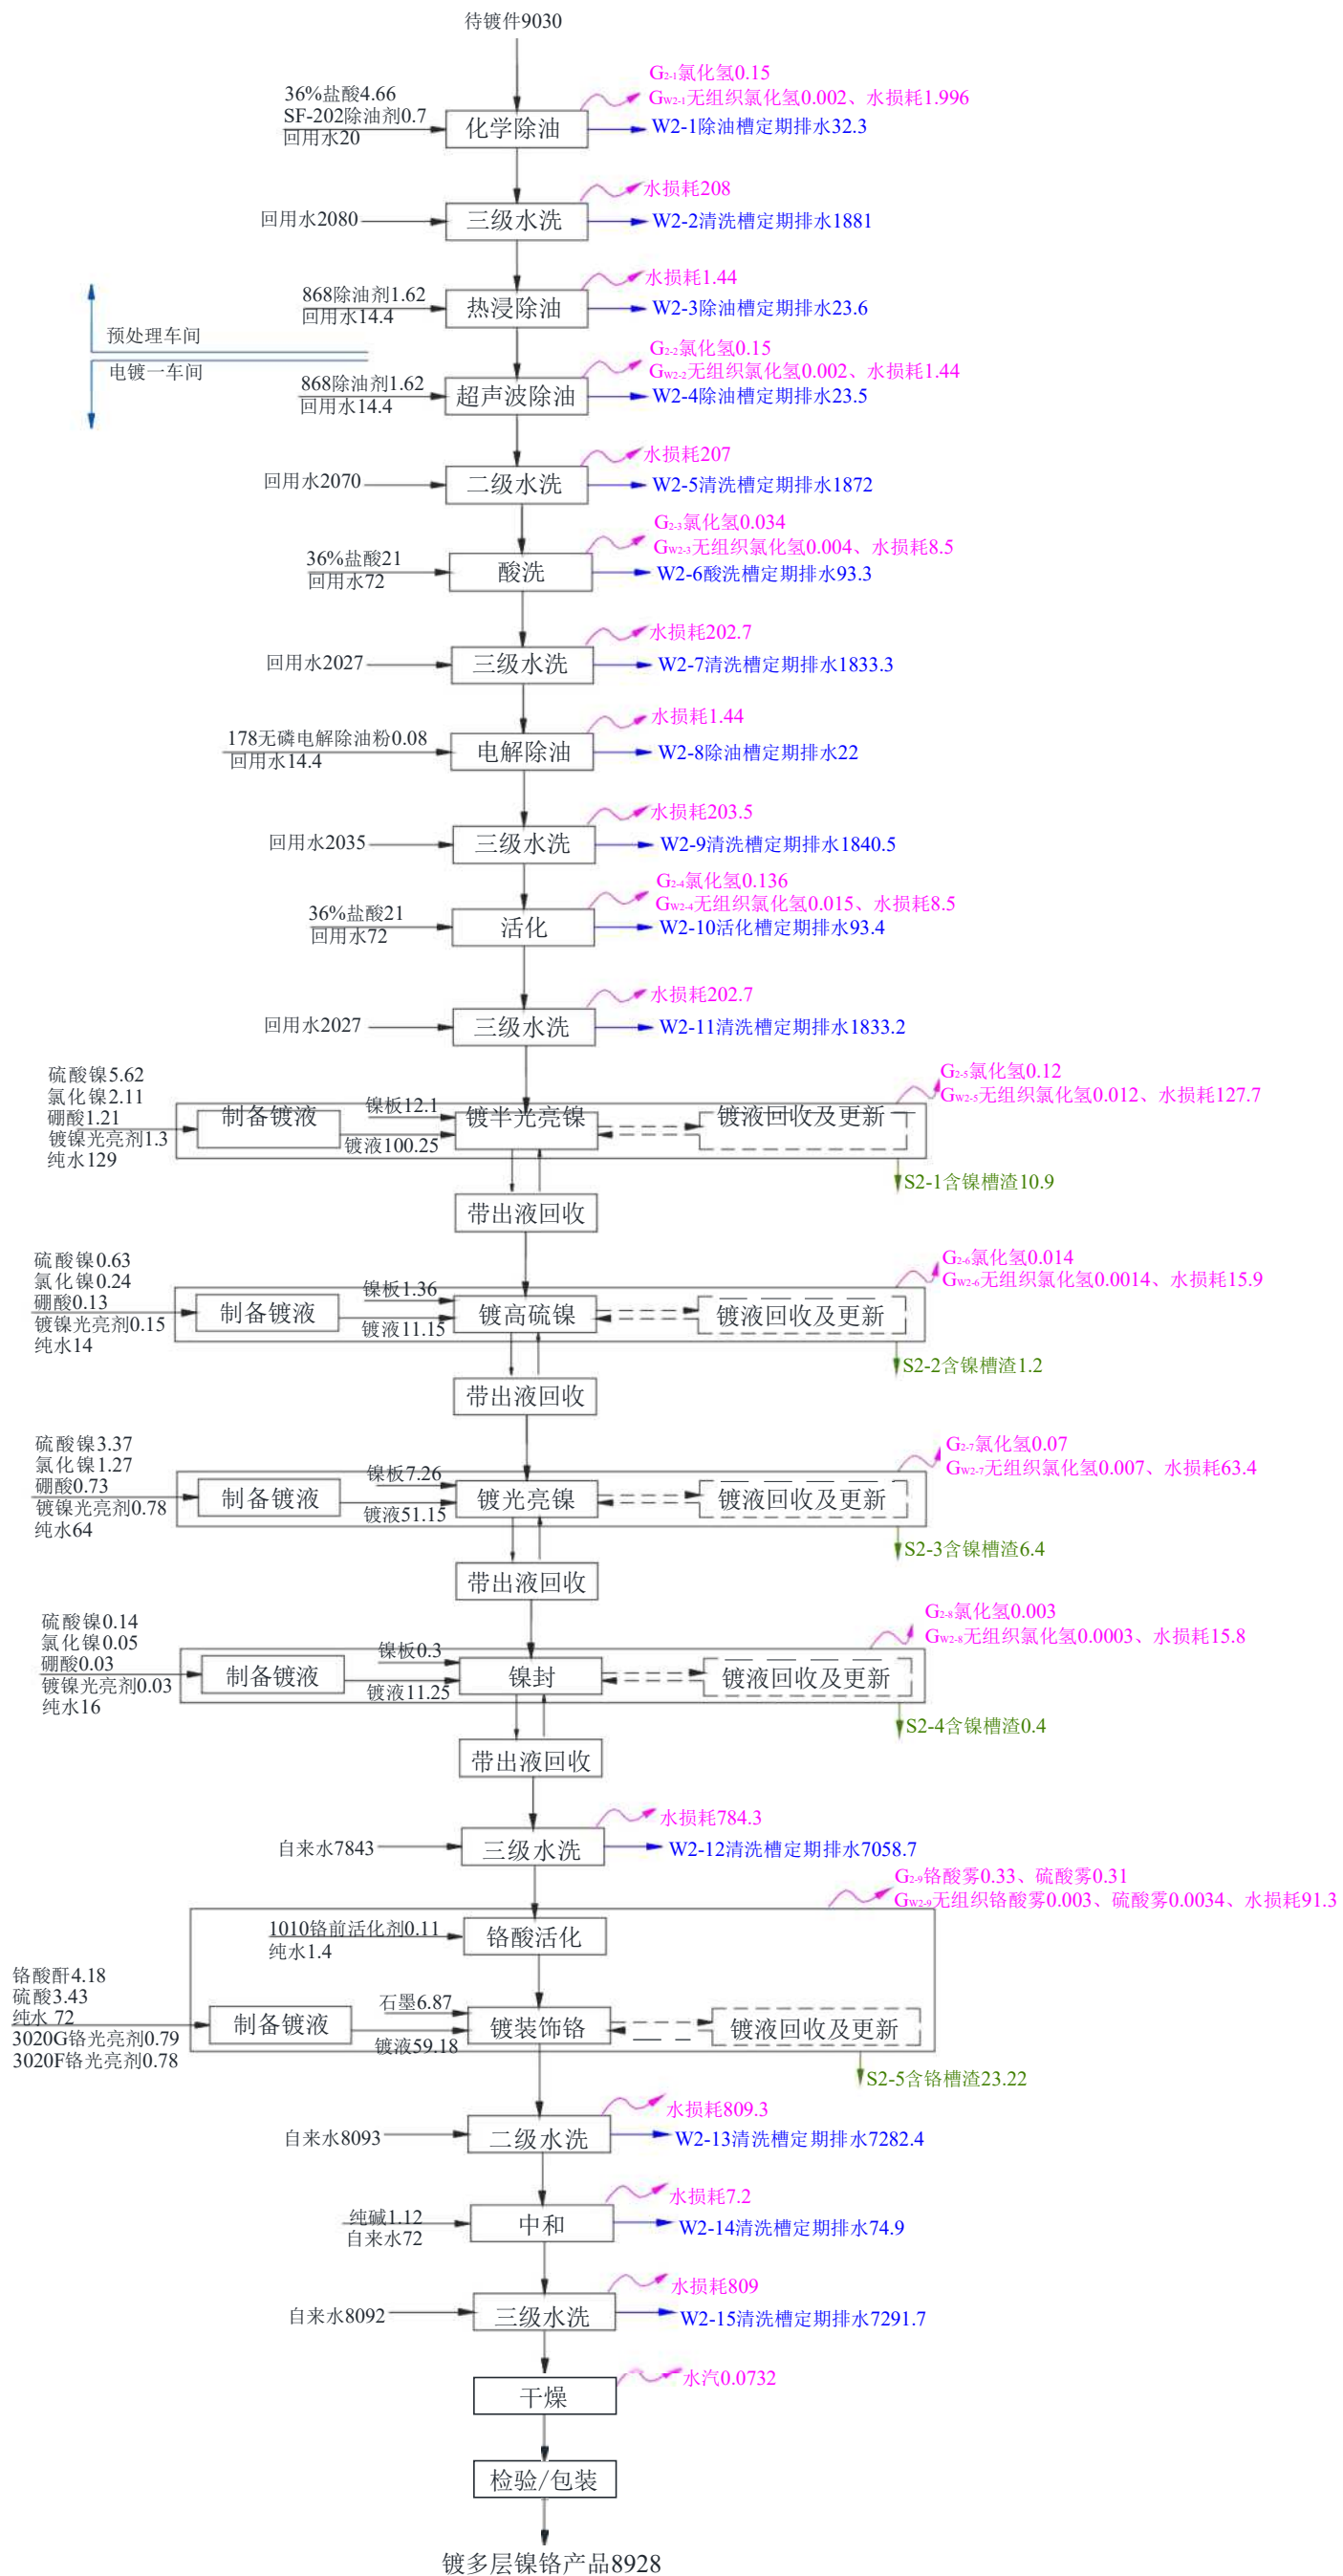 待镀件9030
G2-1氯化氢0.15
36%盐酸4.66
GW2-1无组织氯化氢0.002、水损耗1.996
SF-202除油剂0.7
化学除油
W2-1除油槽定期排水32.3
回用水20
水损耗208
回用水2080
三级水洗
W2-2清洗槽定期排水1881
水损耗1.44
868除油剂1.62
热浸除油
W2-3除油槽定期排水23.6
回用水14.4
预处理车间
电镀一车间
G2-2氯化氢0.15
GW2-2无组织氯化氢0.002、水损耗1.44
868除油剂1.62
超声波除油
W2-4除油槽定期排水23.5
回用水14.4
水损耗207
回用水2070
二级水洗
W2-5清洗槽定期排水1872
G2-3氯化氢0.034
GW2-3无组织氯化氢0.004、水损耗8.5
36%盐酸21
酸洗
W2-6酸洗槽定期排水93.3
回用水72
水损耗202.7
回用水2027
三级水洗
W2-7清洗槽定期排水1833.3
水损耗1.44
178无磷电解除油粉0.08
电解除油
W2-8除油槽定期排水22
回用水14.4
水损耗203.5
回用水2035
三级水洗
W2-9清洗槽定期排水1840.5
G2-4氯化氢0.136
GW2-4无组织氯化氢0.015、水损耗8.5
36%盐酸21
活化
W2-10活化槽定期排水93.4
回用水72
水损耗202.7
回用水2027
三级水洗
W2-11清洗槽定期排水1833.2
硫酸镍5.62
氯化镍2.11
硼酸1.21
镀镍光亮剂1.3
纯水129
制备镀液
镍板12.1
镀液100.25
镀半光亮镍
镀液回收及更新
G2-5氯化氢0.12
GW2-5无组织氯化氢0.012、水损耗127.7
S2-1含镍槽渣10.9
带出液回收
硫酸镍0.63
氯化镍0.24
硼酸0.13
镀镍光亮剂0.15
纯水14
制备镀液
镍板1.36
镀液11.15
镀高硫镍
镀液回收及更新
G2-6氯化氢0.014
GW2-6无组织氯化氢0.0014、水损耗15.9
S2-2含镍槽渣1.2
带出液回收
硫酸镍3.37
氯化镍1.27
硼酸0.73
镀镍光亮剂0.78
纯水64
制备镀液
镍板7.26
镀液51.15
镀光亮镍
镀液回收及更新
G2-7氯化氢0.07
GW2-7无组织氯化氢0.007、水损耗63.4
S2-3含镍槽渣6.4
带出液回收
硫酸镍0.14
氯化镍0.05
硼酸0.03
镀镍光亮剂0.03
纯水16
制备镀液
镍板0.3
镀液11.25
镍封
镀液回收及更新
G2-8氯化氢0.003
GW2-8无组织氯化氢0.0003、水损耗15.8
S2-4含镍槽渣0.4
带出液回收
水损耗784.3
自来水7843
三级水洗
W2-12清洗槽定期排水7058.7
G2-9铬酸雾0.33、硫酸雾0.31
GW2-9无组织铬酸雾0.003、硫酸雾0.0034、水损耗91.3
1010铬前活化剂0.11
纯水1.4
铬酸活化
铬酸酐4.18
硫酸3.43
纯水 72
3020G铬光亮剂0.79
3020F铬光亮剂0.78
制备镀液
石墨6.87
镀液59.18
镀装饰铬
镀液回收及更新
S2-5含铬槽渣23.22
水损耗809.3
自来水8093
二级水洗
W2-13清洗槽定期排水7282.4
水损耗7.2
纯碱1.12
中和
W2-14清洗槽定期排水74.9
自来水72
水损耗809
自来水8092
三级水洗
W2-15清洗槽定期排水7291.7
水汽0.0732
干燥
检验/包装
镀多层镍铬产品8928